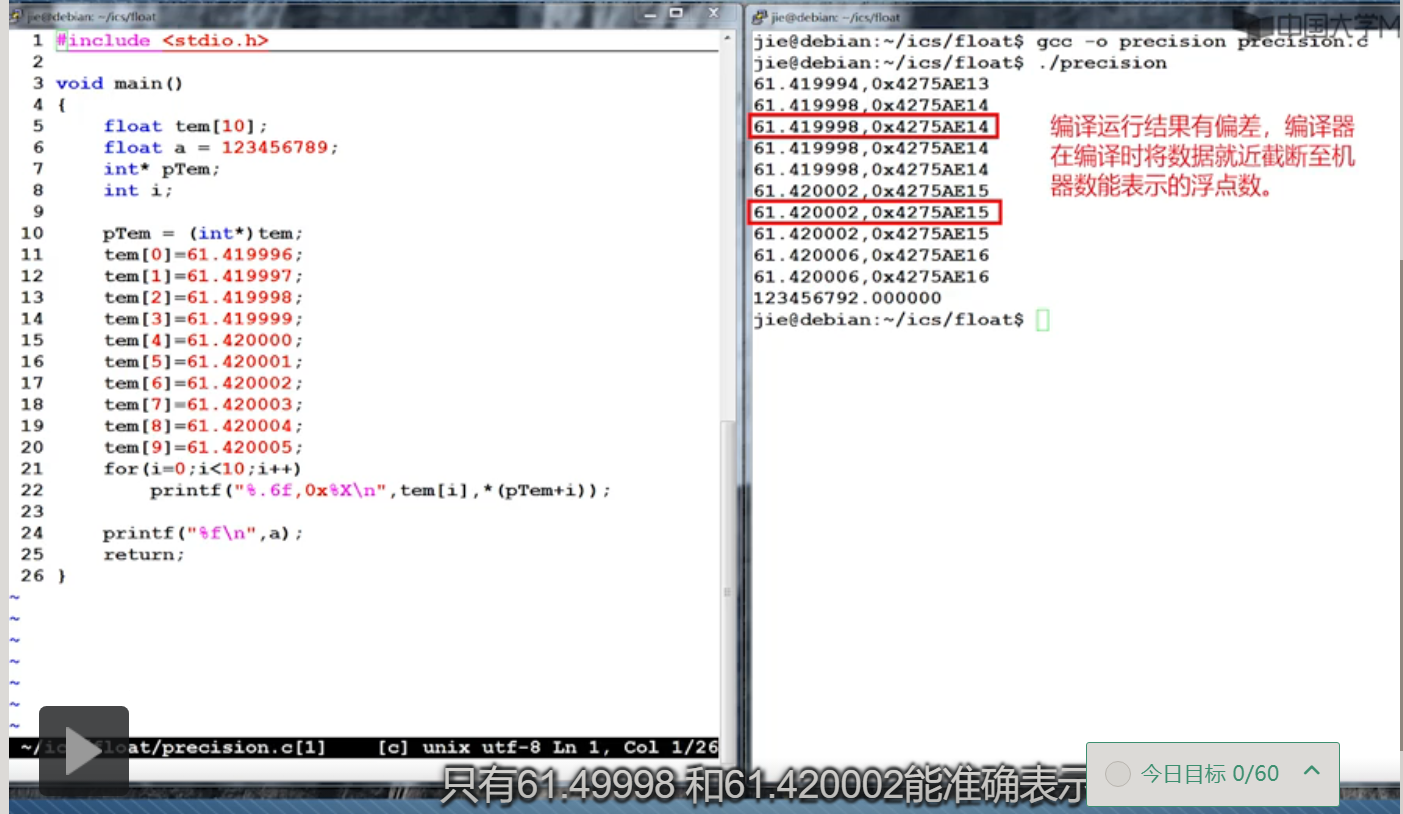 jie@debian: ~/ics/float
1 #include <stdio.h>
2
3 void main()
4 {
5 float tem[10];
6 float a = 123456789;
7 int* pTem;
8 int i;
9
10 pTem = (int*)tem;
11 tem[0]=61.419996;
12 tem[1]=61.419997;
13 tem[2]=61.419998;
14 tem[3]=61.419999;
15 tem[4]=61.420000;
16 tem[5]=61.420001;
17 tem[6]=61.420002;
18 tem[7]=61.420003;
19 tem[8]=61.420004;
20 tem[9]=61.420005;
21 for(i=0;i<10;i++)
22 printf("%.6f,0x%X\n",tem[i],*(pTem+i));
23
24 printf("%f\n",a);
25 return;
26 }
~
~
~
~
~
~
~
float/precision.c[1] [c] unix utf-8 Ln 1, Col 1/26
jie@debian: ~/ics/float
中国大学M
jie@debian:~/ics/float$ gcc -o precision precision.c
jie@debian:~/ics/float$ ./precision
61.419994,0x4275AE13
61.419998,0x4275AE14
61.419998,0x4275AE14
61.419998,0x4275AE14
61.419998,0x4275AE14
61.420002,0x4275AE15
61.420002,0x4275AE15
61.420002,0x4275AE15
61.420006,0x4275AE16
61.420006,0x4275AE16
123456792.000000
jie@debian:~/ics/float$
编译运行结果有偏差，编译器
在编译时将数据就近截断至机
器数能表示的浮点数。
只有61.49998 和61.420002能准确表示
今日目标 0/60